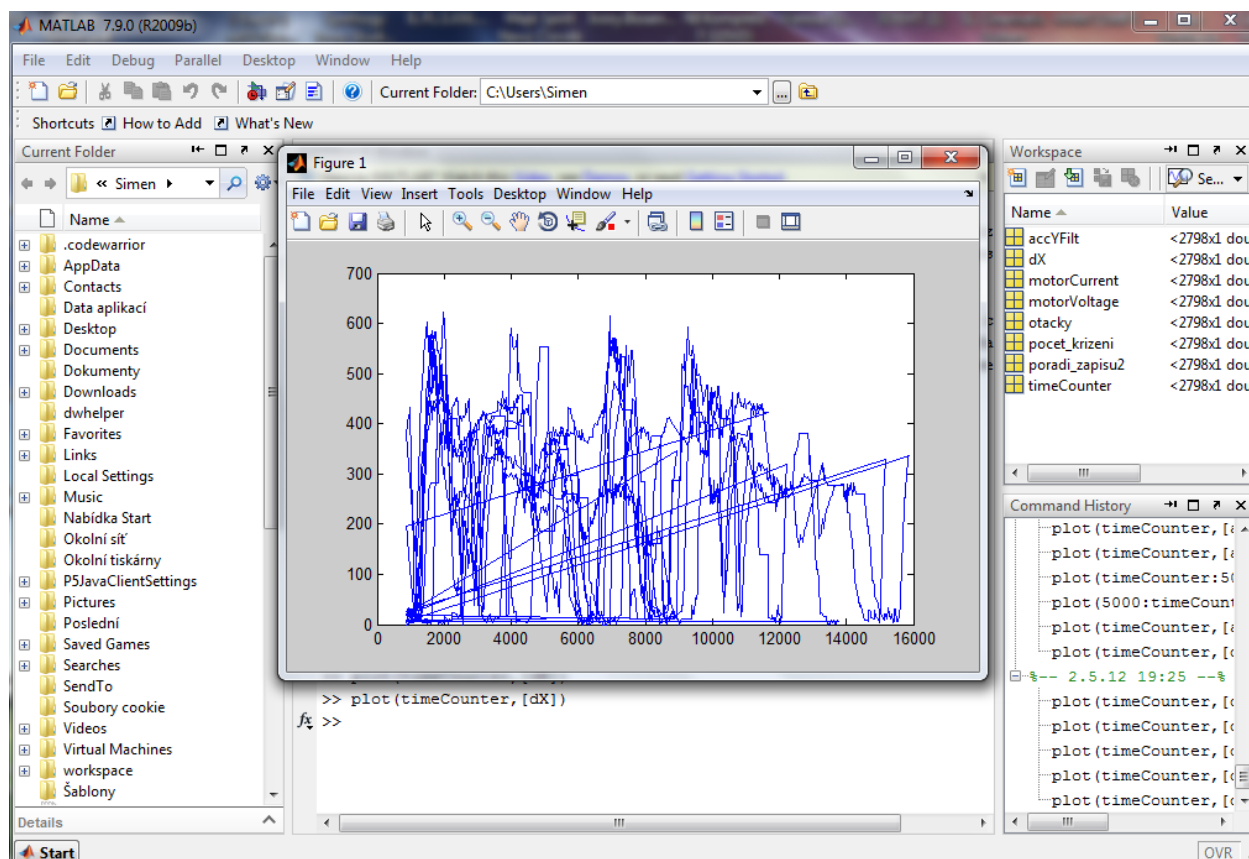 MATLAB 7.9.0 (R2009b)
File Edit Debug Parallel Desktop Window Help
Current Folder: C:\Users\Simen
Shortcuts How to Add What's New
Current Folder
« Simen
Name
.codewarrior
AppData
Contacts
Data aplikací
Desktop
Documents
Dokumenty
Downloads
dwhelper
Favorites
Links
Local Settings
Music
Nabídka Start
Okolní síť
Okolní tiskárny
P5JavaClientSettings
Pictures
Poslední
Saved Games
Searches
SendTo
Soubory cookie
Videos
Virtual Machines
workspace
Šablony
Details
Start
Figure 1
File Edit View Insert Tools Desktop Window Help
700
600
500
400
300
200
100
0
0 2000 4000 6000 8000 10000 12000 14000 16000
>> plot(timeCounter,[dX])
fx >>
Workspace
Se...
Name Value
accYFilt <2798x1 dou
dX <2798x1 dou
motorCurrent <2798x1 dou
motorVoltage <2798x1 dou
otacky <2798x1 dou
pocet_krizeni <2798x1 dou
poradi_zapisu2 <2798x1 dou
timeCounter <2798x1 dou
Command History
plot(timeCounter,[a
plot(timeCounter,[a
plot(timeCounter:50
plot(5000:timeCount
plot(timeCounter,[a
plot(timeCounter,[d
%-- 2.5.12 19:25 --%
plot(timeCounter,[d
plot(timeCounter,[d
plot(timeCounter,[d
plot(timeCounter,[d
plot(timeCounter,[d
OVR